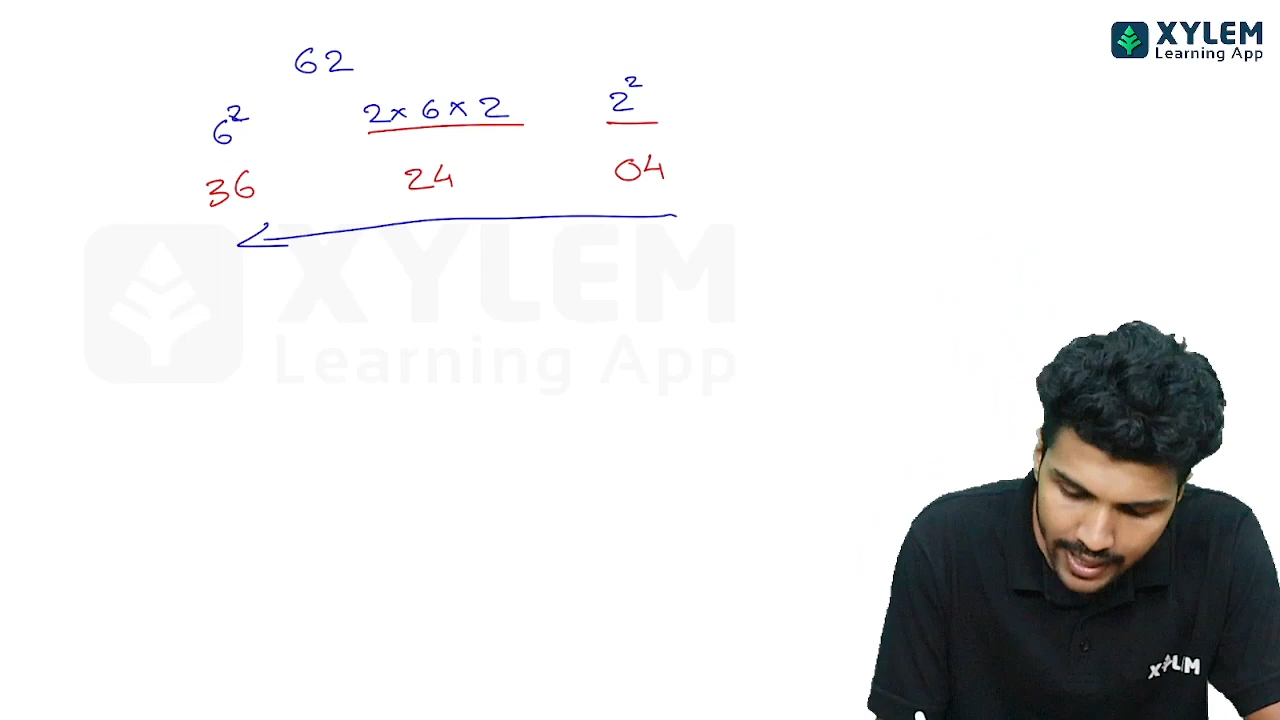 XYLEM
Learning App
62
6² 2×6×2 2²
36 24 04
XYLEM
Learning App
XYLEM